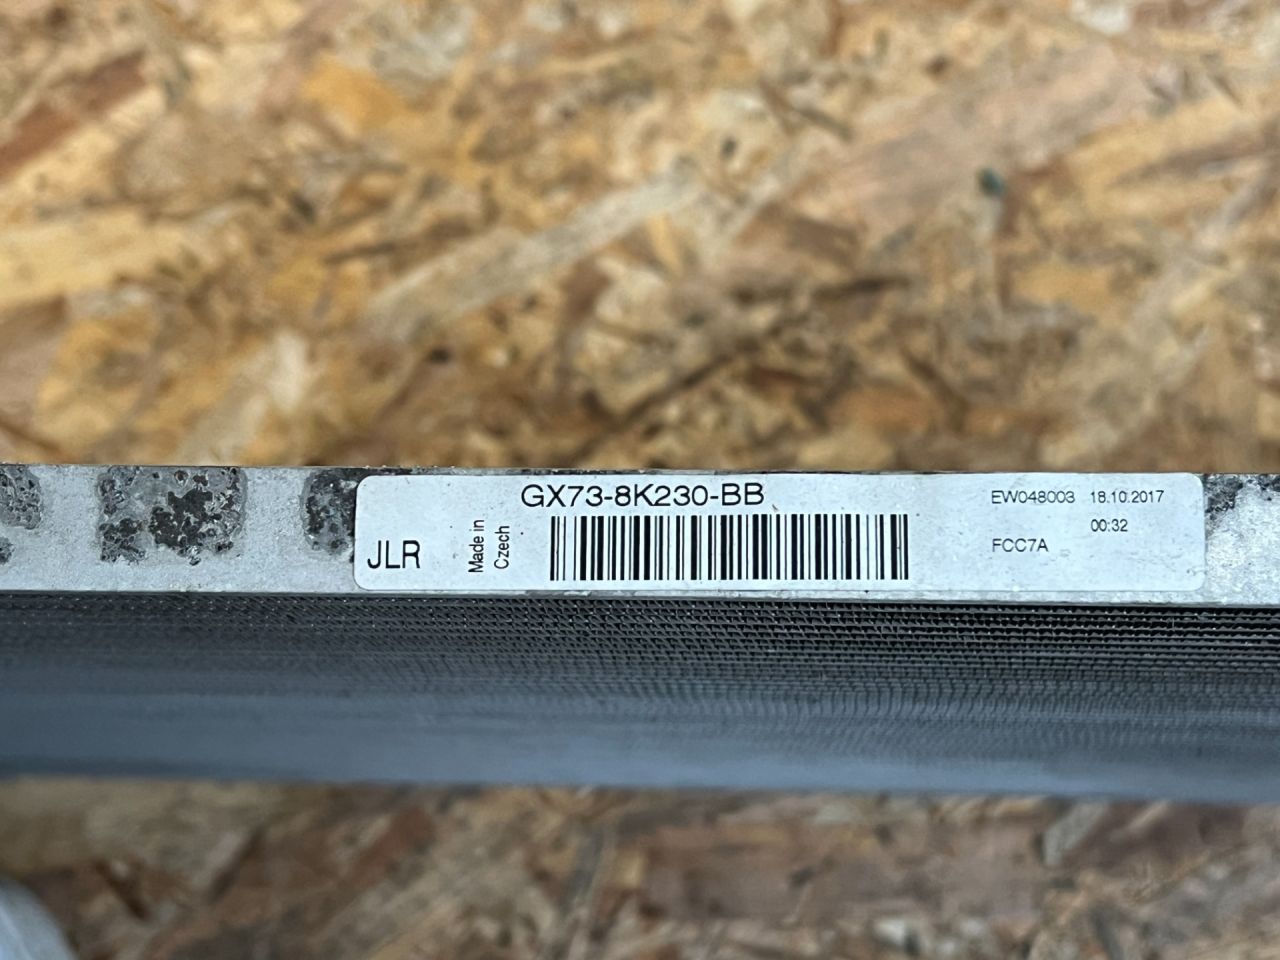 GX73-8K230-BB
JLR
Made in
Czech
EW048003 18.10.2017
00:32
FCC7A